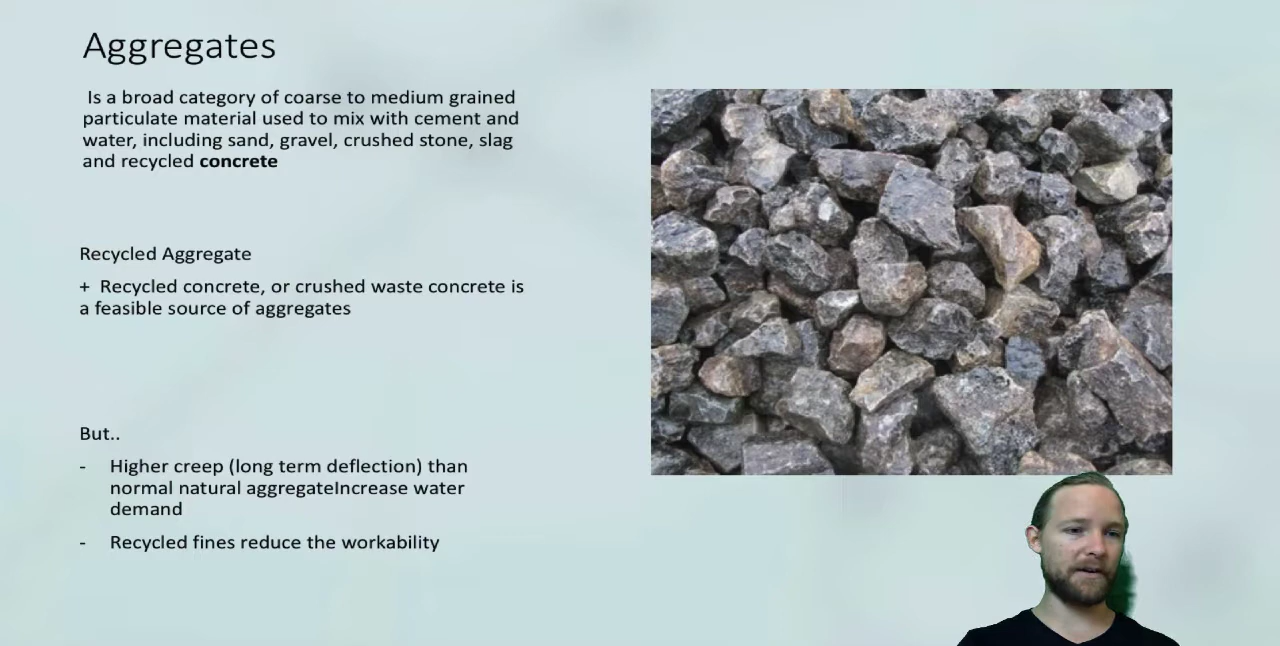 Aggregates
Is a broad category of coarse to medium grained
particulate material used to mix with cement and
water, including sand, gravel, crushed stone, slag
and recycled concrete
Recycled Aggregate
+ Recycled concrete, or crushed waste concrete is
a feasible source of aggregates
But..
- Higher creep (long term deflection) than
normal natural aggregateIncrease water
demand
- Recycled fines reduce the workability